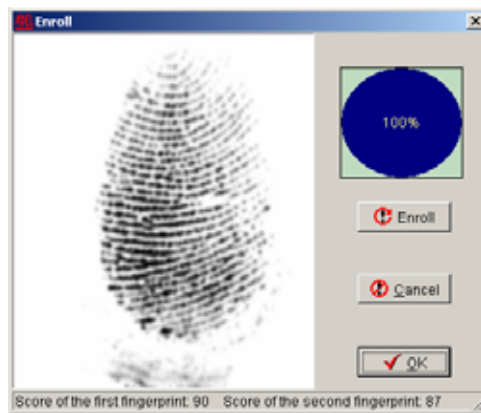 Enroll
100%
Enroll
Cancel
OK
Score of the first fingerprint: 90 Score of the second fingerprint: 87